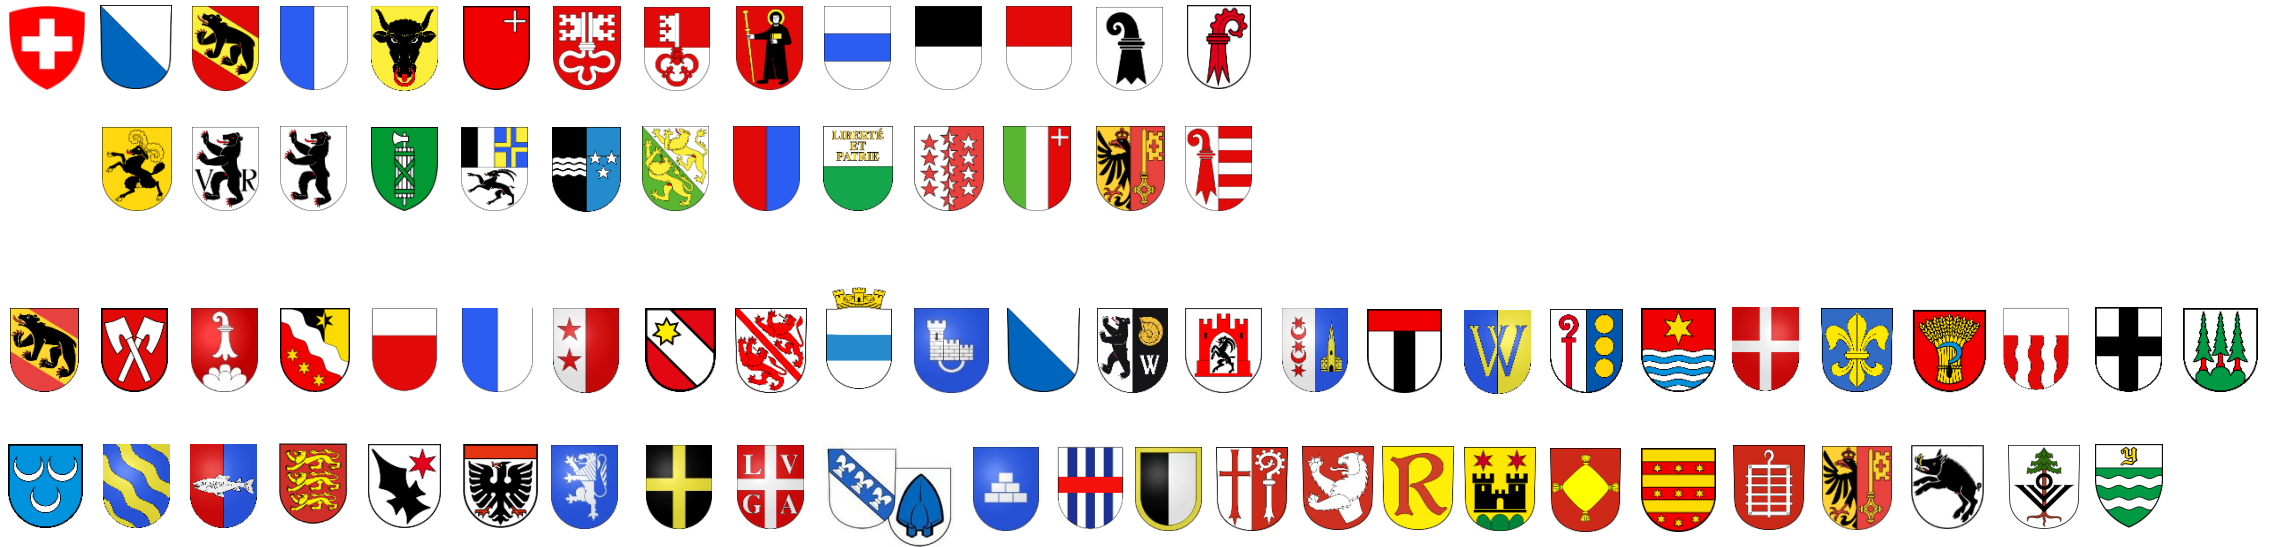 V R
LIBERTÉ
ET
PATRIE
W
W
L V
G A
R
Y